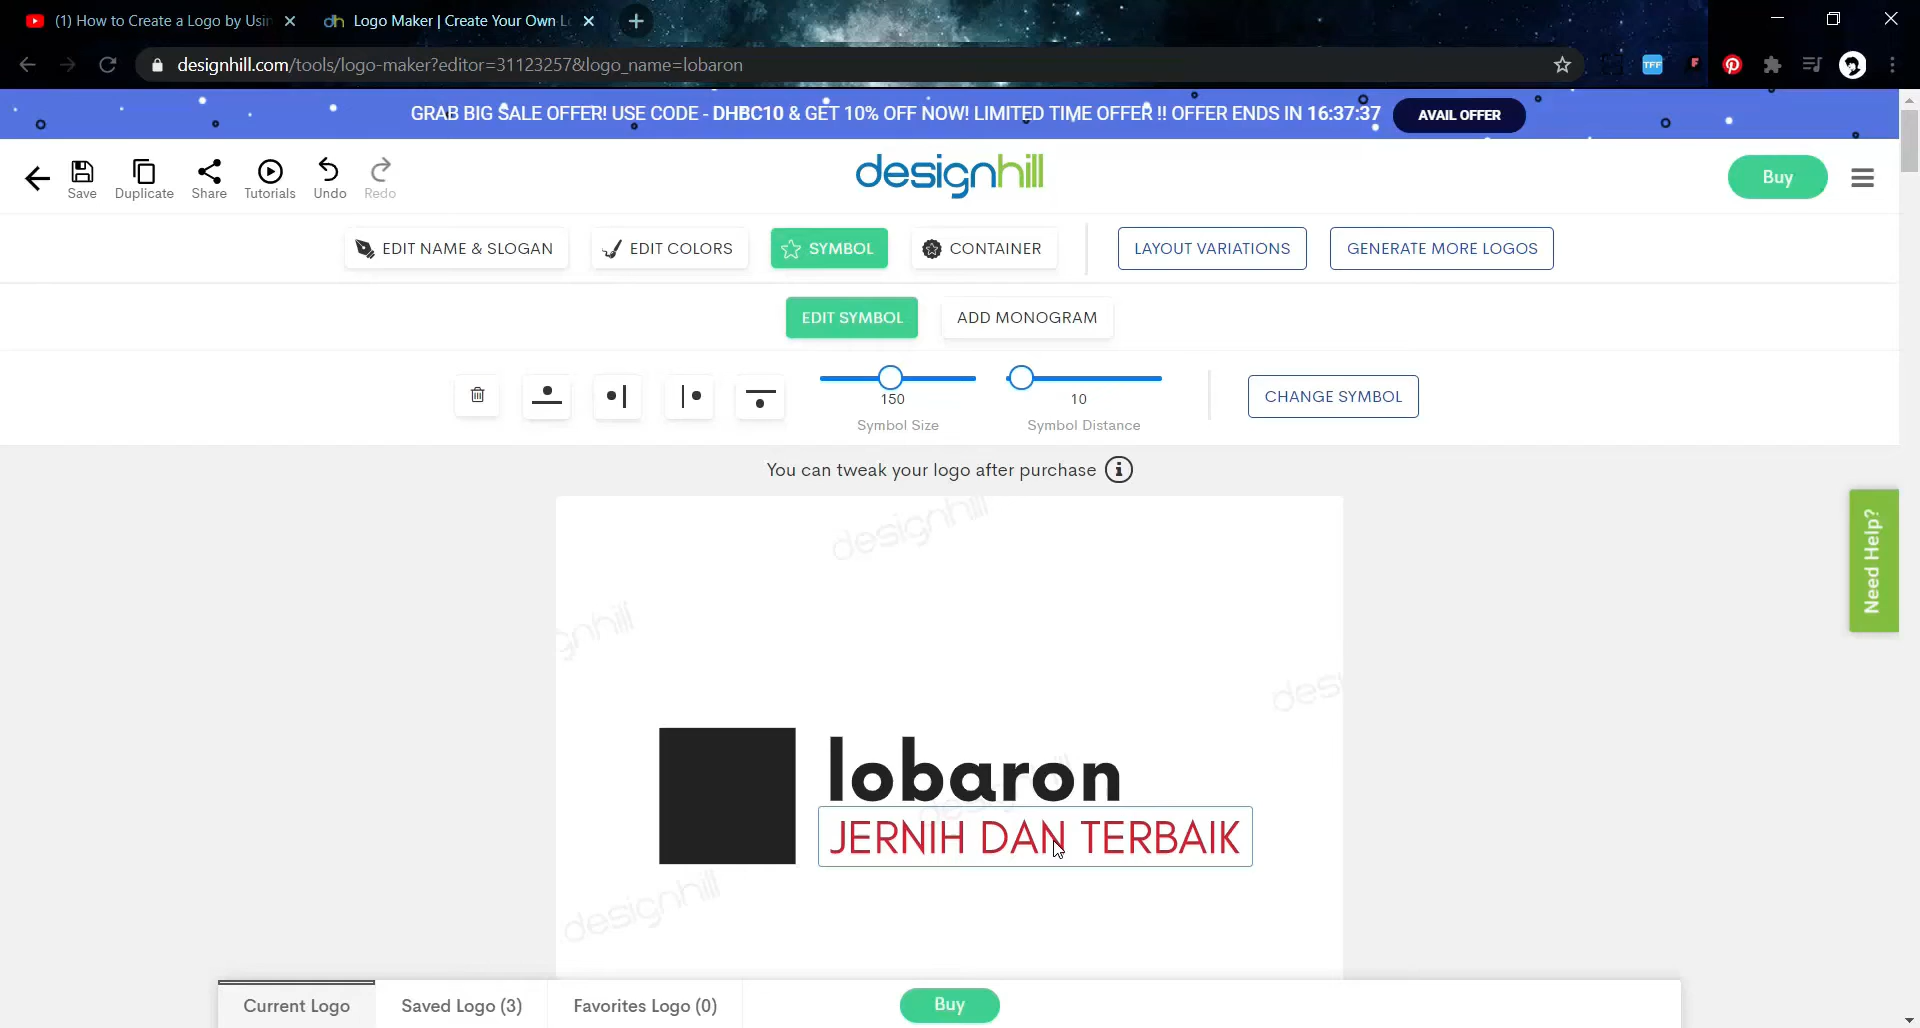 (1) How to Create a Logo by Usin
Logo Maker | Create Your Own Lo
designhill.com/tools/logo-maker?editor=31123257&logo_name=lobaron
TFF
GRAB BIG SALE OFFER! USE CODE - DHBC10 & GET 10% OFF NOW! LIMITED TIME OFFER !! OFFER ENDS IN 16:37:37
AVAIL OFFER
Save
Duplicate
Share
Tutorials
Undo
Redo
designhill
Buy
EDIT NAME & SLOGAN
EDIT COLORS
SYMBOL
CONTAINER
LAYOUT VARIATIONS
GENERATE MORE LOGOS
EDIT SYMBOL
ADD MONOGRAM
150
Symbol Size
10
Symbol Distance
CHANGE SYMBOL
You can tweak your logo after purchase
Need Help?
designhill
gnhill
des
lobaron
JERNIH DAN TERBAIK
designhill
Current Logo
Saved Logo (3)
Favorites Logo (0)
Buy